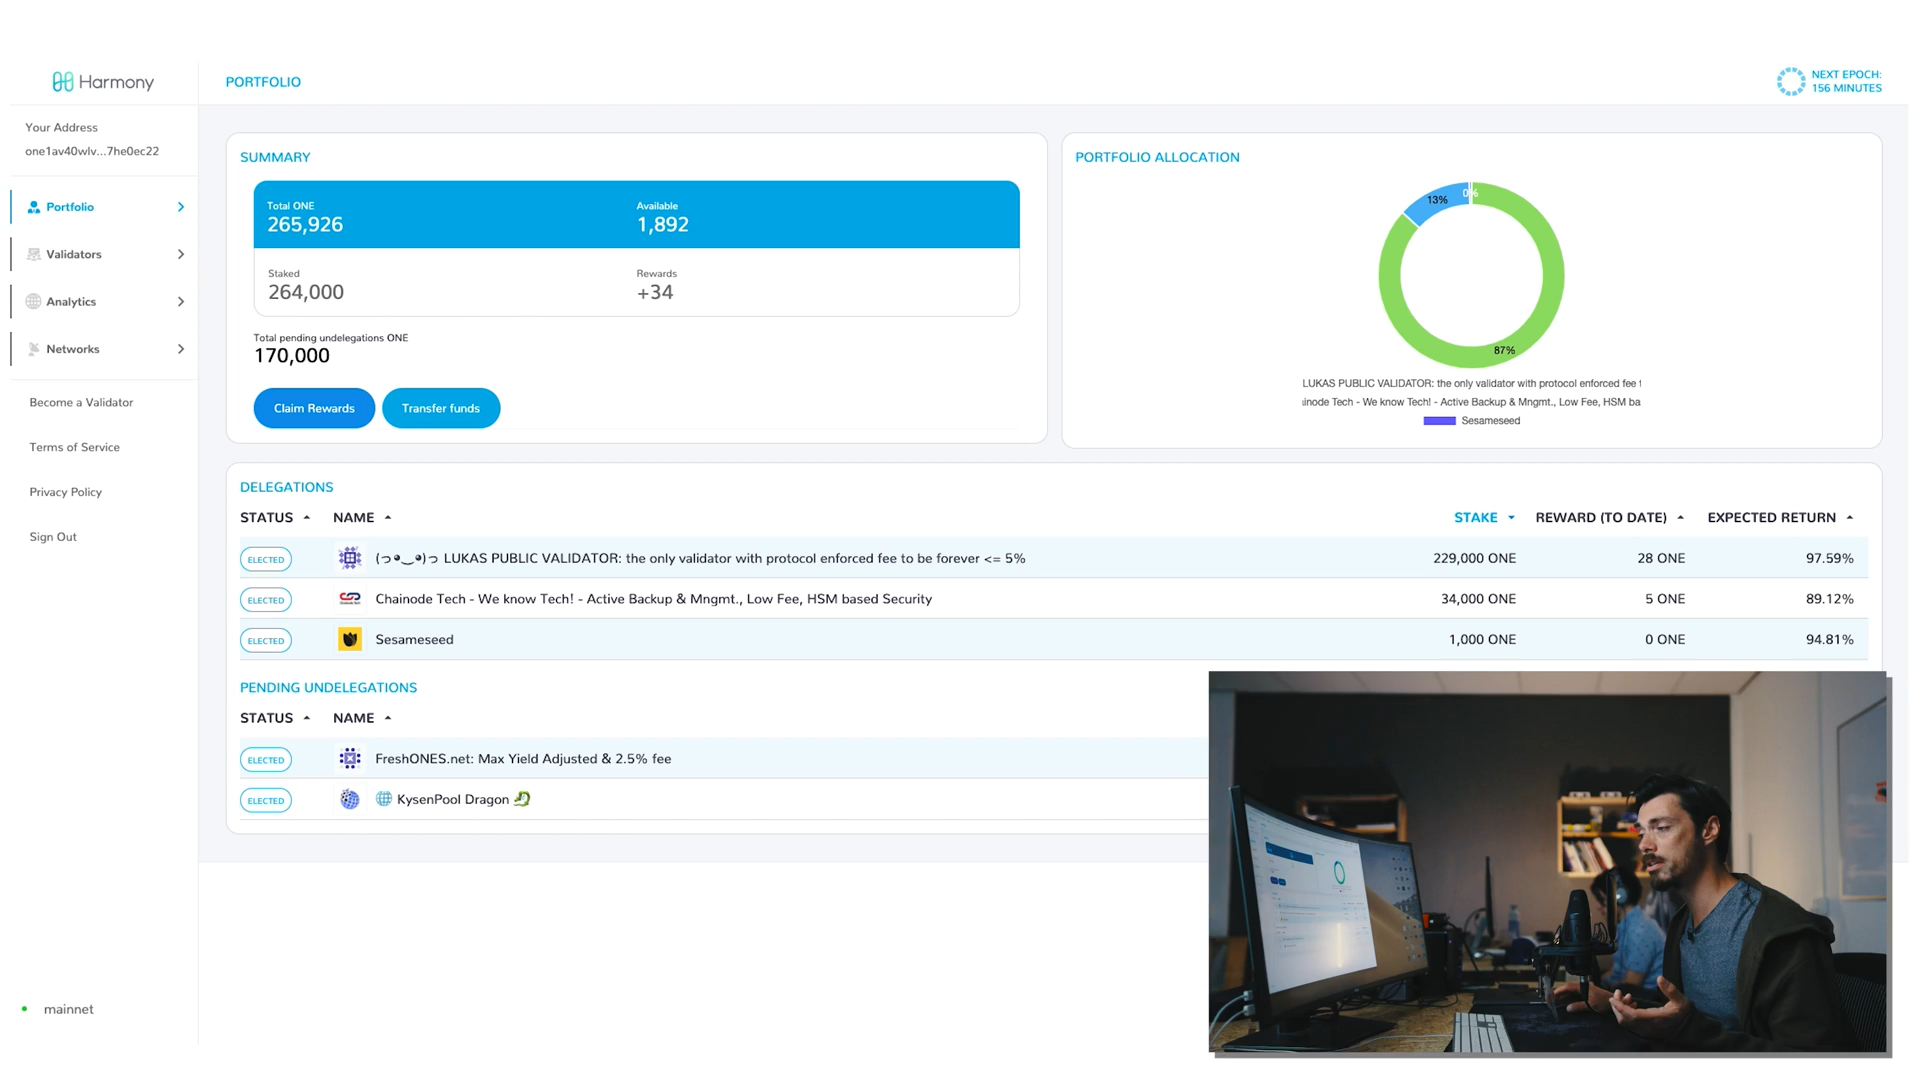 Harmony
PORTFOLIO
NEXT EPOCH:
156 MINUTES
Your Address
one1av40wlv...7he0ec22
Portfolio
Validators
Analytics
Networks
Become a Validator
Terms of Service
Privacy Policy
Sign Out
mainnet
SUMMARY
Total ONE
265,926
Available
1,892
Staked
264,000
Rewards
+34
Total pending undelegations ONE
170,000
Claim Rewards
Transfer funds
PORTFOLIO ALLOCATION
13%
0%
87%
LUKAS PUBLIC VALIDATOR: the only validator with protocol enforced fee t
ainode Tech - We know Tech! - Active Backup & Mngmt., Low Fee, HSM ba
Sesameseed
DELEGATIONS
STATUS NAME STAKE REWARD (TO DATE) EXPECTED RETURN
ELECTED (っ◕‿◕)っ LUKAS PUBLIC VALIDATOR: the only validator with protocol enforced fee to be forever <= 5% 229,000 ONE 28 ONE 97.59%
ELECTED Chainode Tech - We know Tech! - Active Backup & Mngmt., Low Fee, HSM based Security 34,000 ONE 5 ONE 89.12%
ELECTED Sesameseed 1,000 ONE 0 ONE 94.81%
PENDING UNDELEGATIONS
STATUS NAME
ELECTED FreshONES.net: Max Yield Adjusted & 2.5% fee
ELECTED 🌐 KysenPool Dragon 🐉